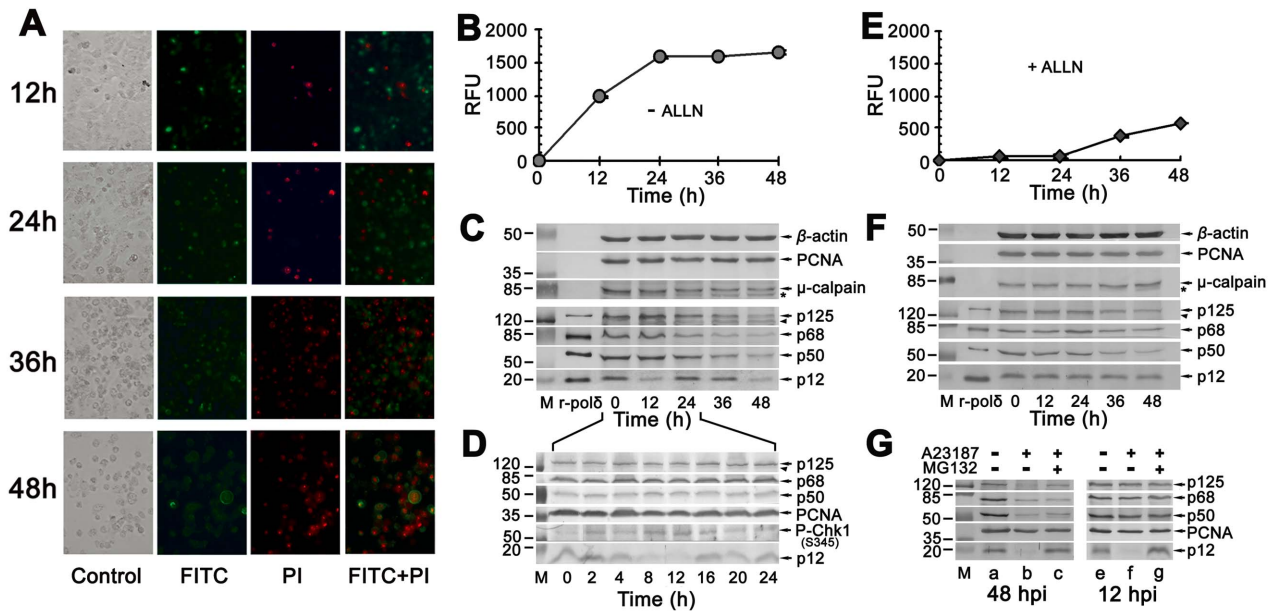 A
12h
24h
36h
48h
Control FITC PI FITC+PI
B
RFU
2000
1500
1000
500
0
– ALLN
0 12 24 36 48
Time (h)
E
RFU
2000
1500
1000
500
0
+ ALLN
0 12 24 36 48
Time (h)
C
50 β-actin
PCNA
35
85 μ-calpain
*
120 p125
85 p68
50 p50
20 p12
M r-polδ 0 12 24 36 48
Time (h)
F
50 β-actin
PCNA
35
85 μ-calpain
*
120 p125
85 p68
50 p50
20 p12
M r-polδ 0 12 24 36 48
Time (h)
D
120 p125
85 p68
50 p50
35 PCNA
P-Chk1
50 (S345)
20 p12
M 0 2 4 8 12 16 20 24
Time (h)
G
A23187 - + + - + +
MG132 - - + - - +
120 p125
85 p68
50 p50
35 PCNA
20 p12
M a b c e f g
48 hpi 12 hpi